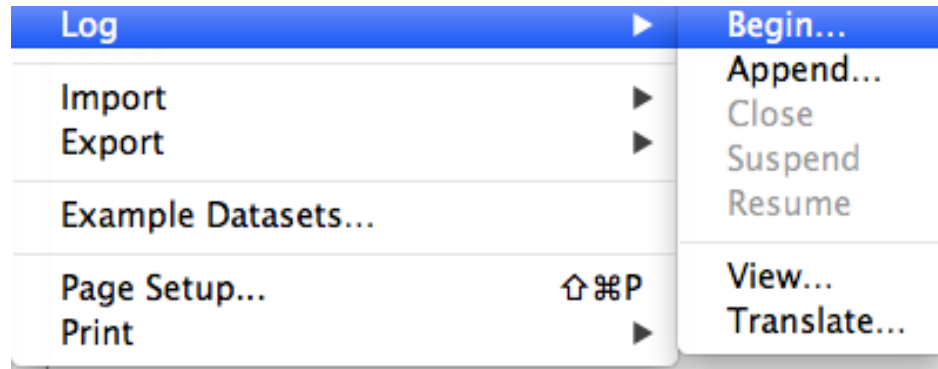 Log
Import
Export
Example Datasets...
Page Setup... ⇧⌘P
Print
Begin...
Append...
Close
Suspend
Resume
View...
Translate...